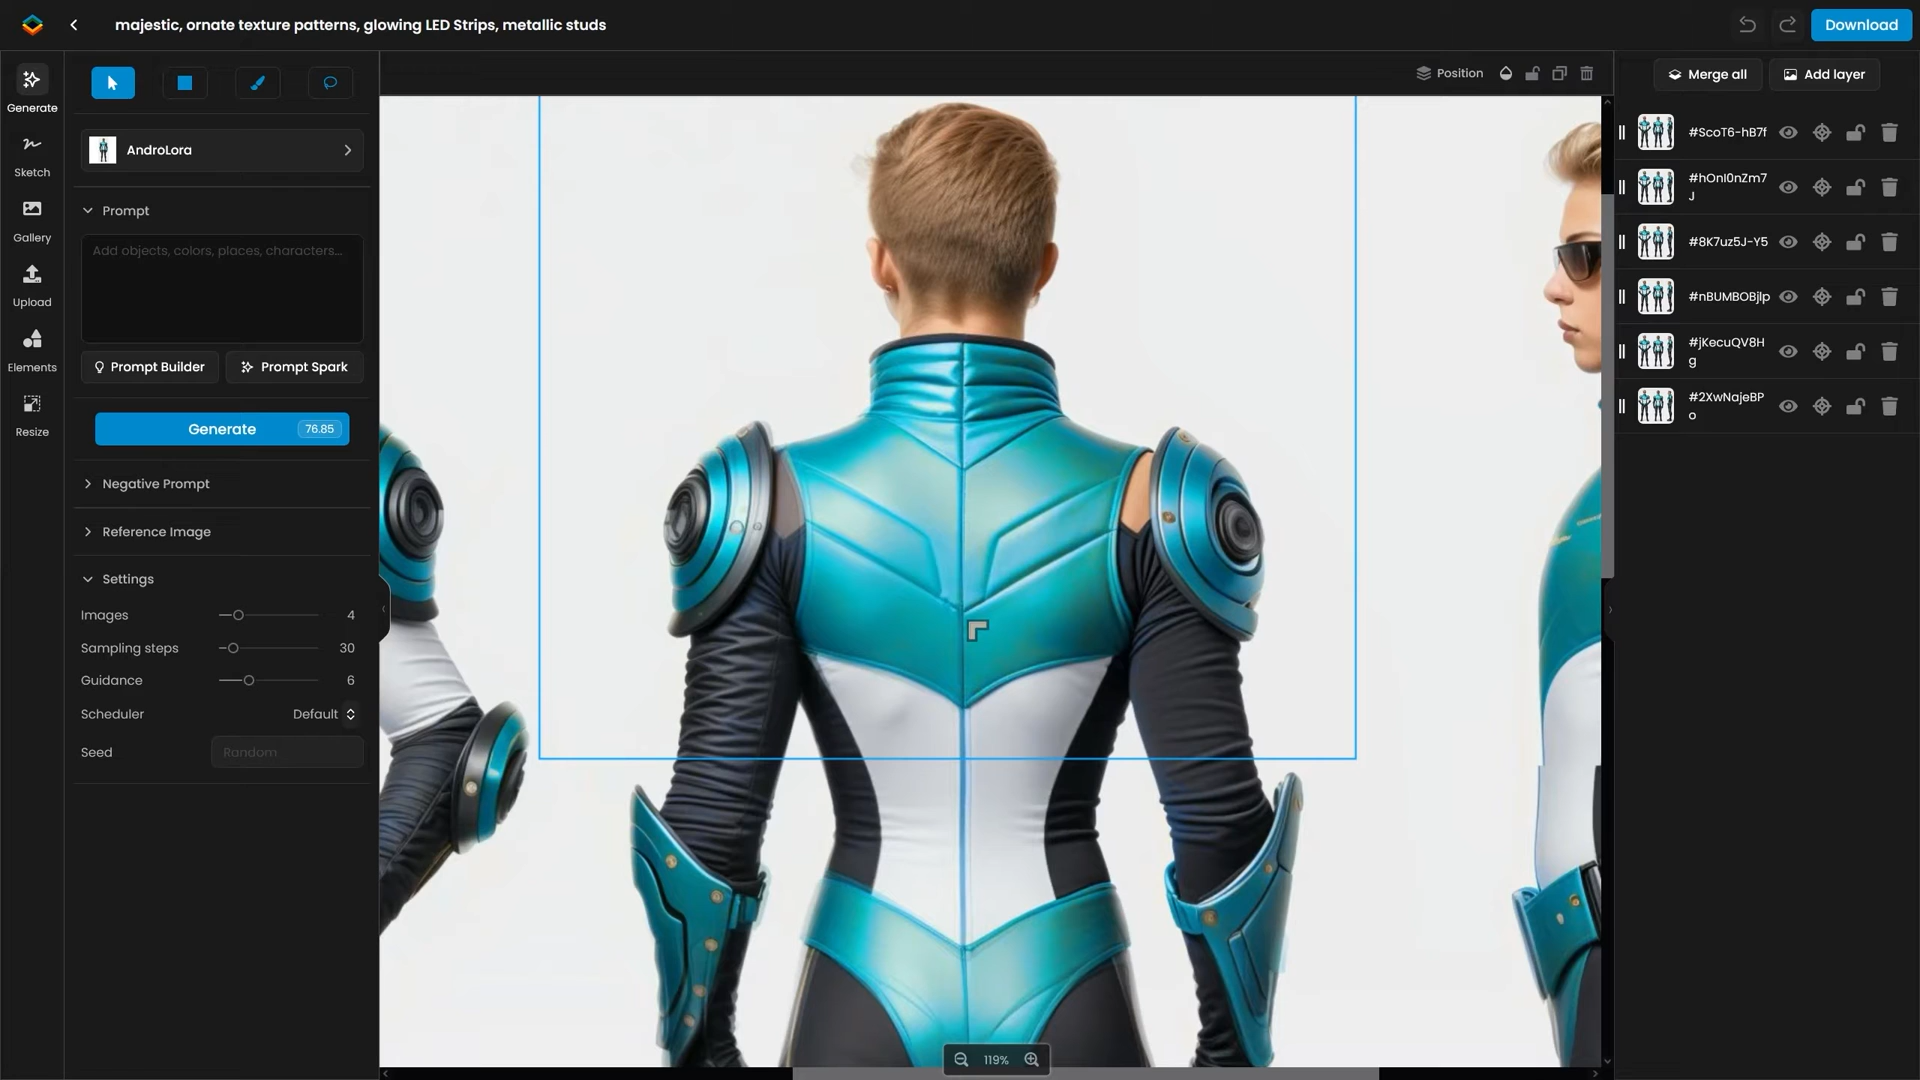 majestic, ornate texture patterns, glowing LED Strips, metallic studs
Download
Generate
Sketch
Gallery
Upload
Elements
Resize
AndroLora
Prompt
Add objects, colors, places, characters...
Prompt Builder
Prompt Spark
Generate 76.85
Negative Prompt
Reference Image
Settings
Images 4
Sampling steps 30
Guidance 6
Scheduler Default
Seed Random
Position
119%
Merge all
Add layer
#ScoT6-hB7f
#8K7uz5J-Y5
#jKecuQV8H
g
#2XwNajeBP
o